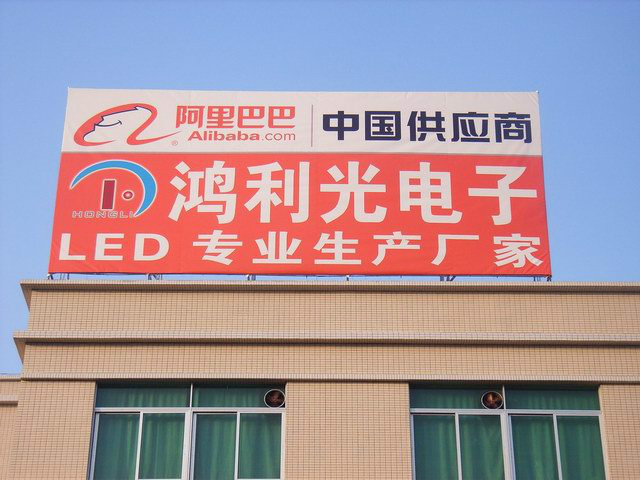 阿里巴巴 中国供应商
Alibaba.com
®
鸿利光电子
HONGLI
LED 专业生产厂家